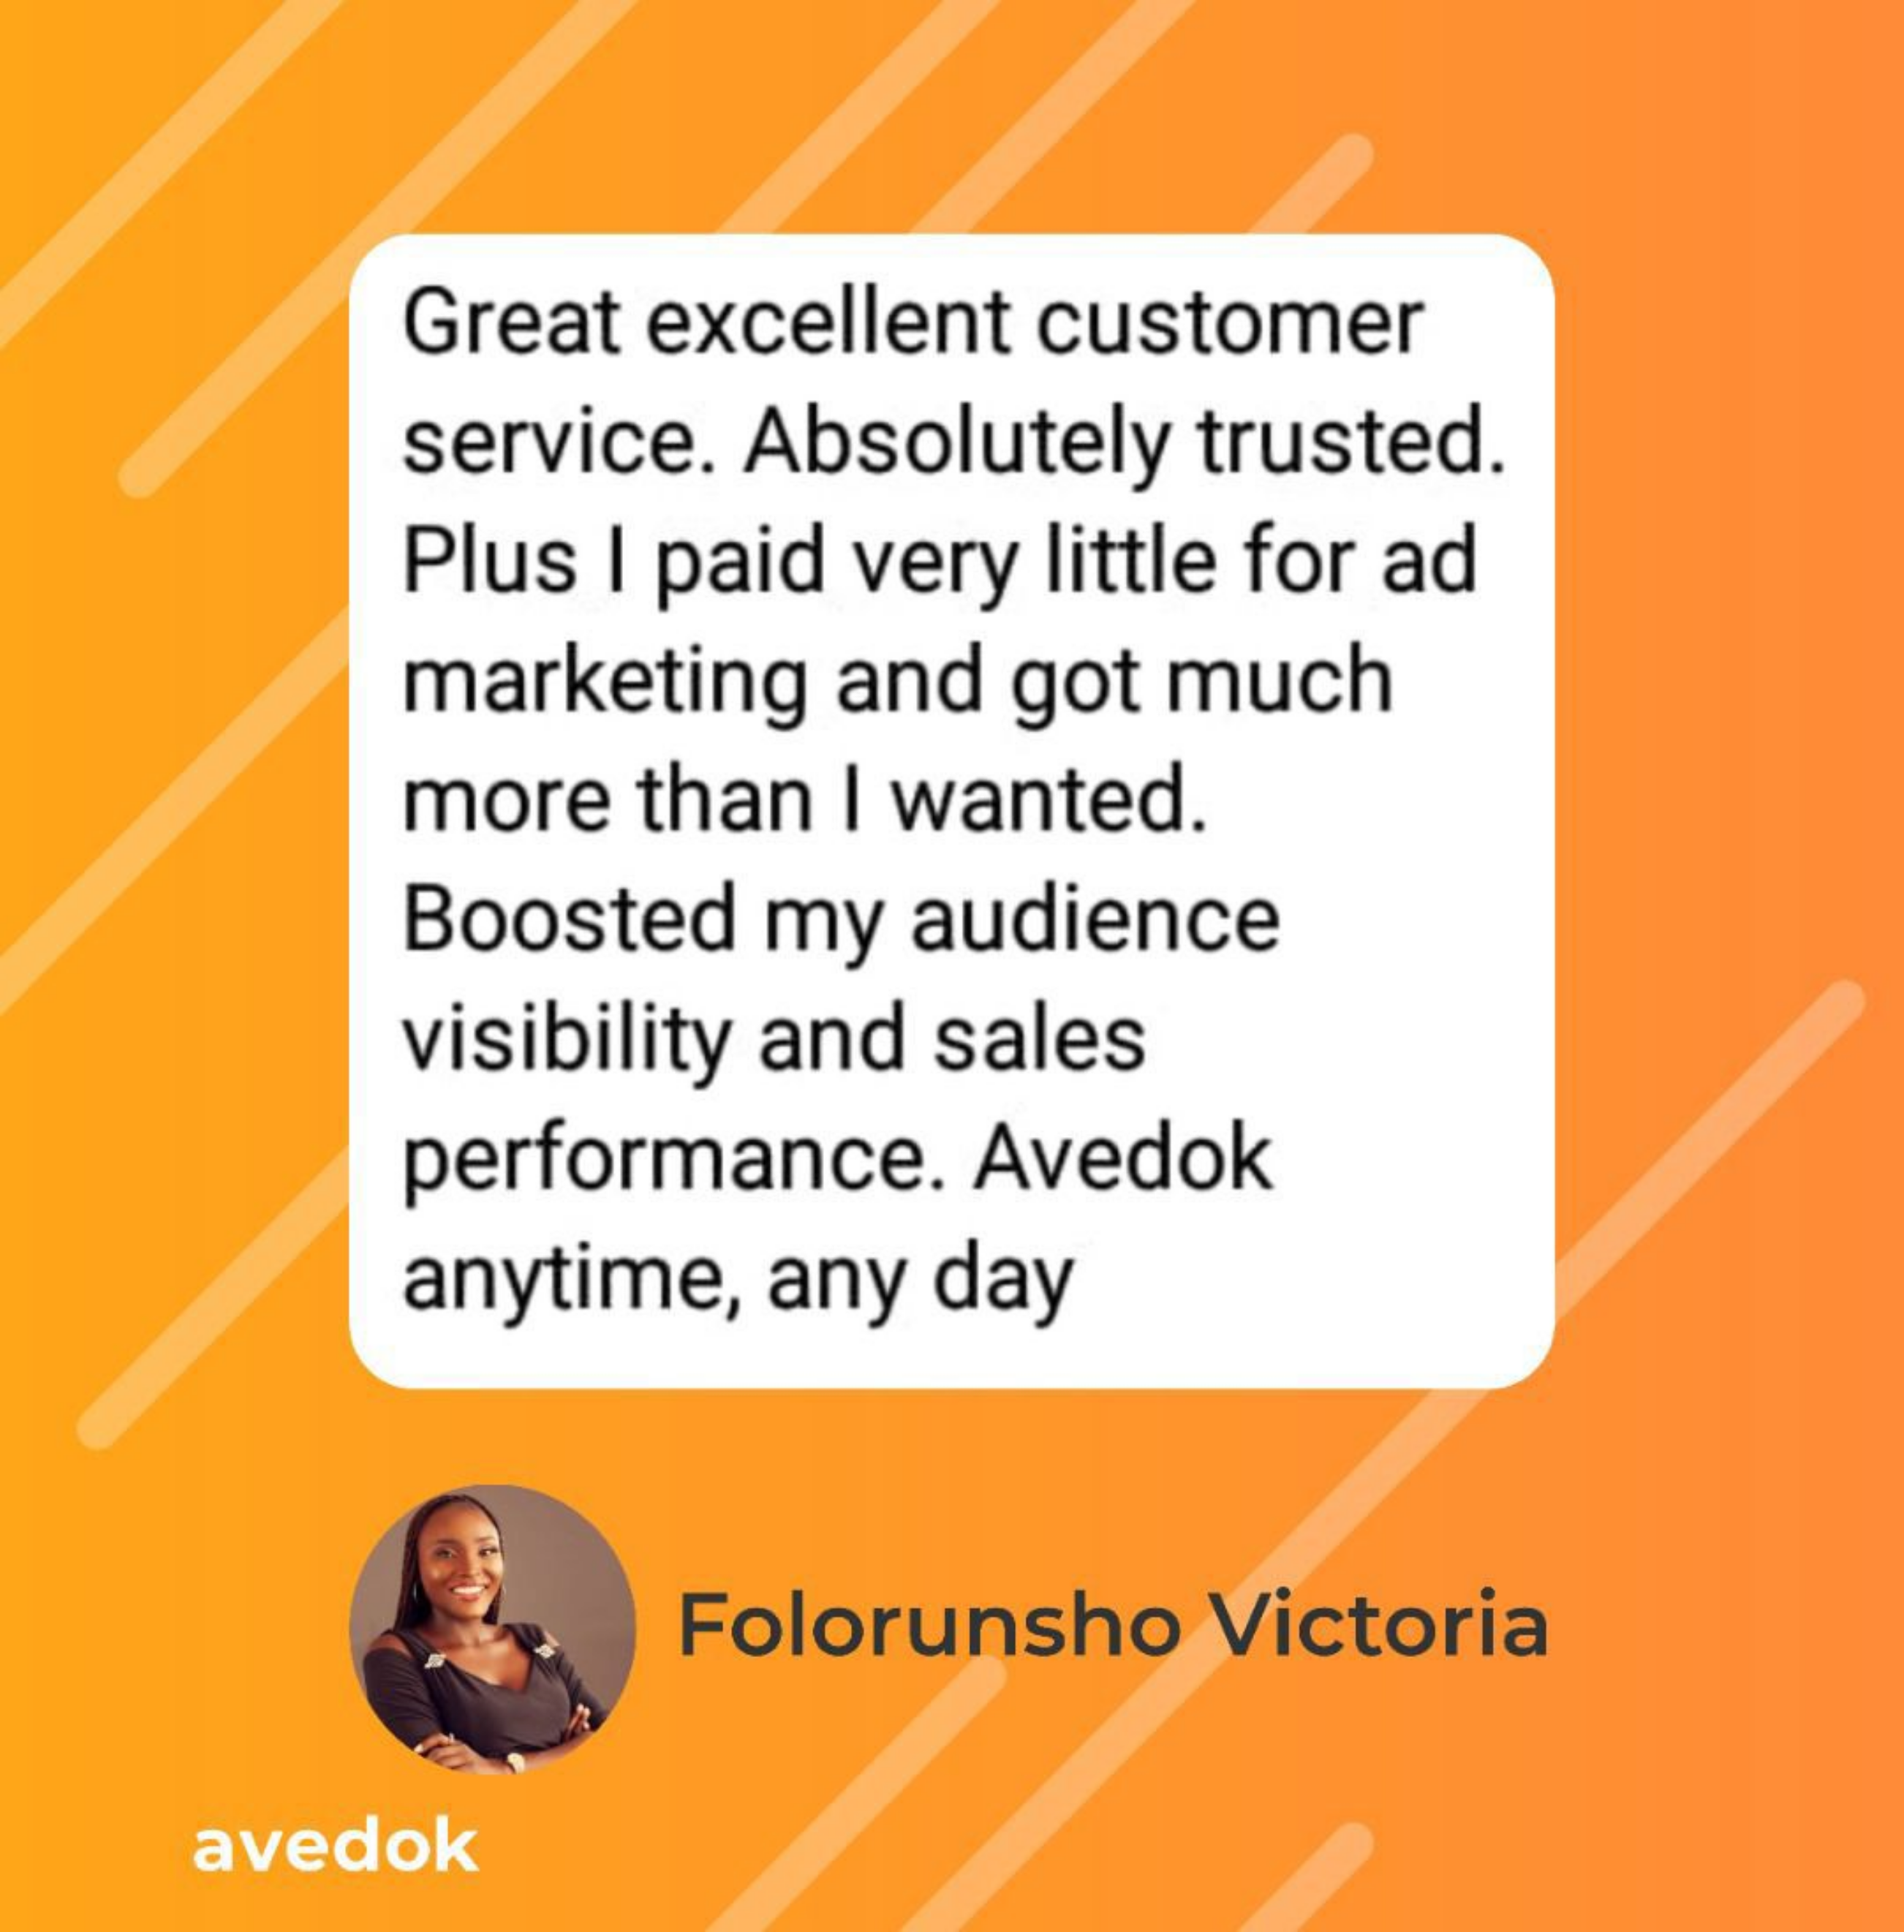 Great excellent customer
service. Absolutely trusted.
Plus I paid very little for ad
marketing and got much
more than I wanted.
Boosted my audience
visibility and sales
performance. Avedok
anytime, any day
Folorunsho Victoria
avedok